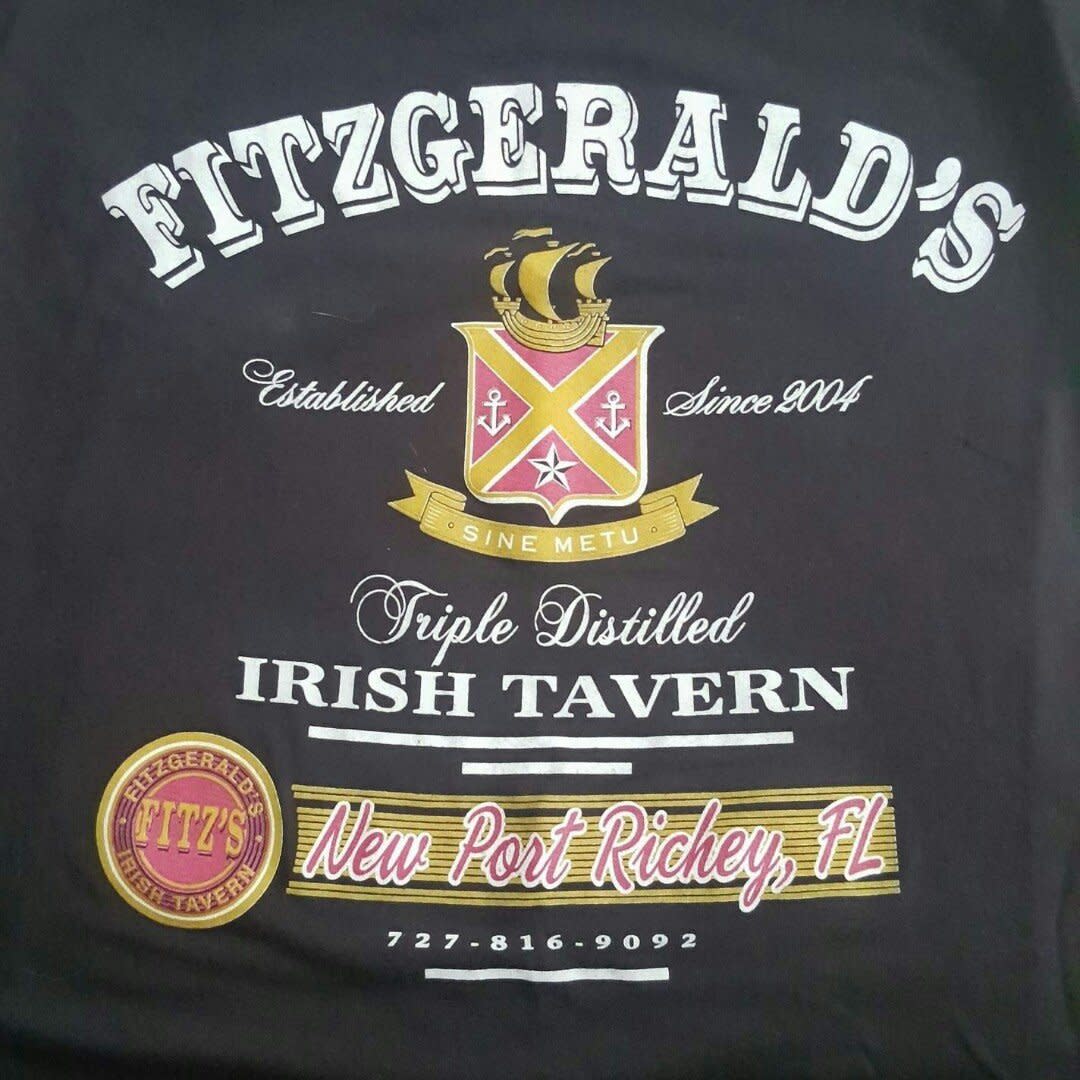 FITZGERALD'S
Established Since 2004
SINE METU
Triple Distilled
IRISH TAVERN
FITZGERALD'S
FITZ'S
IRISH TAVERN
New Port Richey, FL
727-816-9092